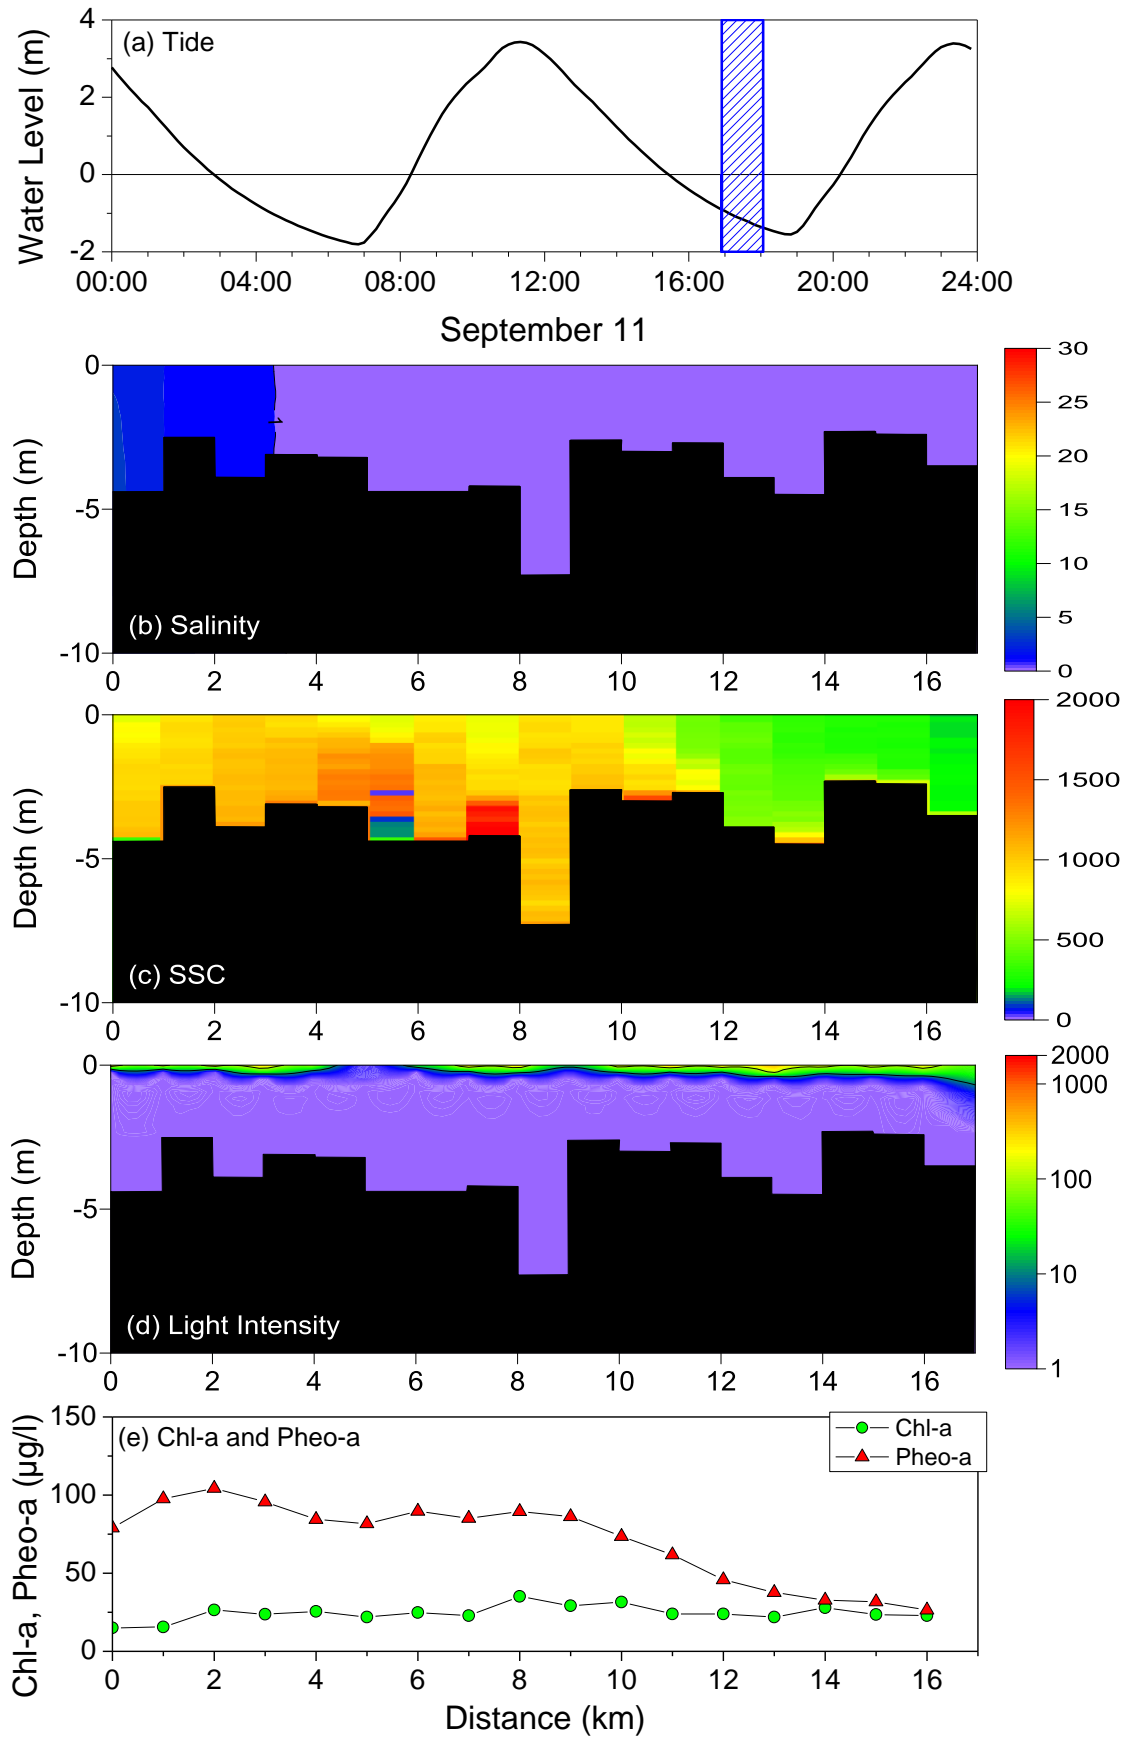 4
(a) Tide
2
0
-2
Water Level (m)
00:00 04:00 08:00 12:00 16:00 20:00 24:00
September 11
0
-5
-10
Depth (m)
1
(b) Salinity
0 2 4 6 8 10 12 14 16
30
25
20
15
10
5
0
0
-5
-10
Depth (m)
(c) SSC
0 2 4 6 8 10 12 14 16
2000
1500
1000
500
0
0
-5
-10
Depth (m)
(d) Light Intensity
0 2 4 6 8 10 12 14 16
2000
1000
100
10
1
150
100
50
0
Chl-a, Pheo-a (µg/l)
(e) Chl-a and Pheo-a
Chl-a
Pheo-a
0 2 4 6 8 10 12 14 16
Distance (km)